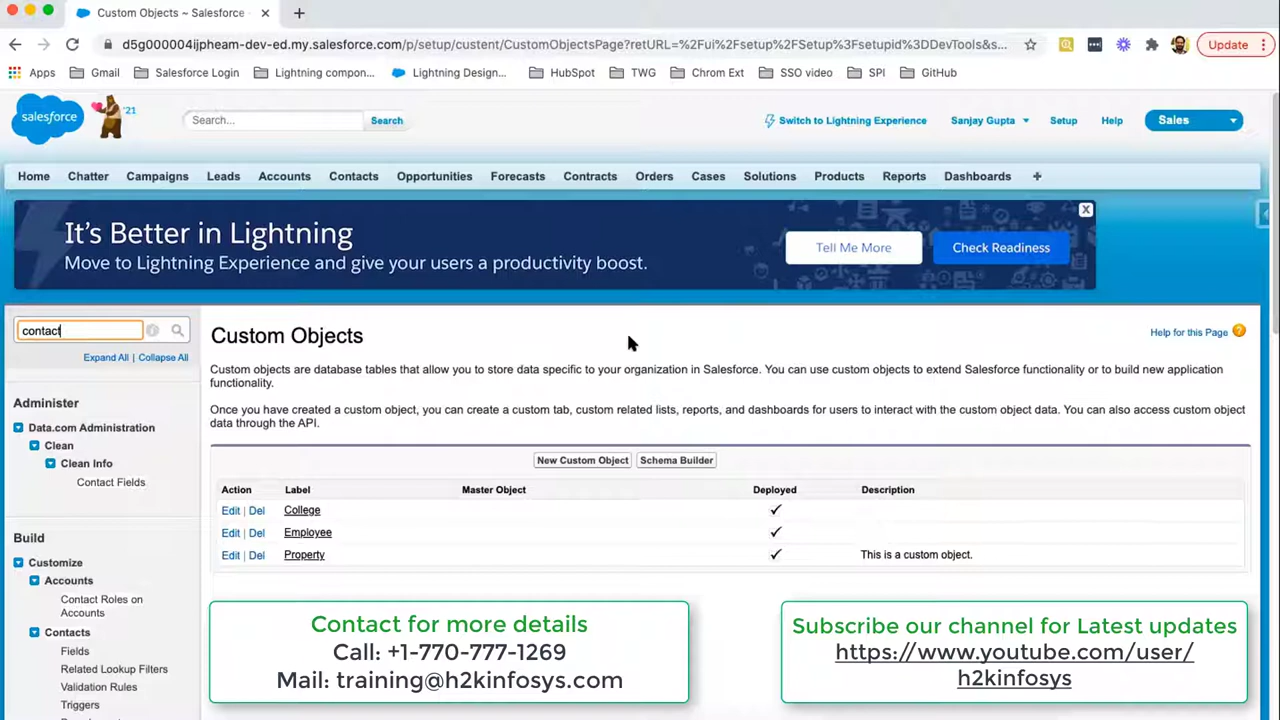 Custom Objects ~ Salesforce
d5g000004ijpheam-dev-ed.my.salesforce.com/p/setup/custent/CustomObjectsPage?retURL=%2Fui%2Fsetup%2FSetup%3Fsetupid%3DDevTools&s...
Update
Apps Gmail Salesforce Login Lightning compon... Lightning Design... HubSpot TWG Chrom Ext SSO video SPI GitHub
salesforce
'21
Search...
Search
Switch to Lightning Experience
Sanjay Gupta
Setup
Help
Sales
Home Chatter Campaigns Leads Accounts Contacts Opportunities Forecasts Contracts Orders Cases Solutions Products Reports Dashboards +
It's Better in Lightning
Move to Lightning Experience and give your users a productivity boost.
Tell Me More
Check Readiness
X
contact
Expand All | Collapse All
Administer
Data.com Administration
Clean
Clean Info
Contact Fields
Build
Customize
Accounts
Contact Roles on
Accounts
Contacts
Fields
Related Lookup Filters
Validation Rules
Triggers
Custom Objects
Help for this Page ?
Custom objects are database tables that allow you to store data specific to your organization in Salesforce. You can use custom objects to extend Salesforce functionality or to build new application
functionality.
Once you have created a custom object, you can create a custom tab, custom related lists, reports, and dashboards for users to interact with the custom object data. You can also access custom object
data through the API.
New Custom Object Schema Builder
Action Label Master Object Deployed Description
Edit | Del College ✓
Edit | Del Employee ✓
Edit | Del Property ✓ This is a custom object.
Contact for more details
Call: +1-770-777-1269
Mail: training@h2kinfosys.com
Subscribe our channel for Latest updates
https://www.youtube.com/user/
h2kinfosys